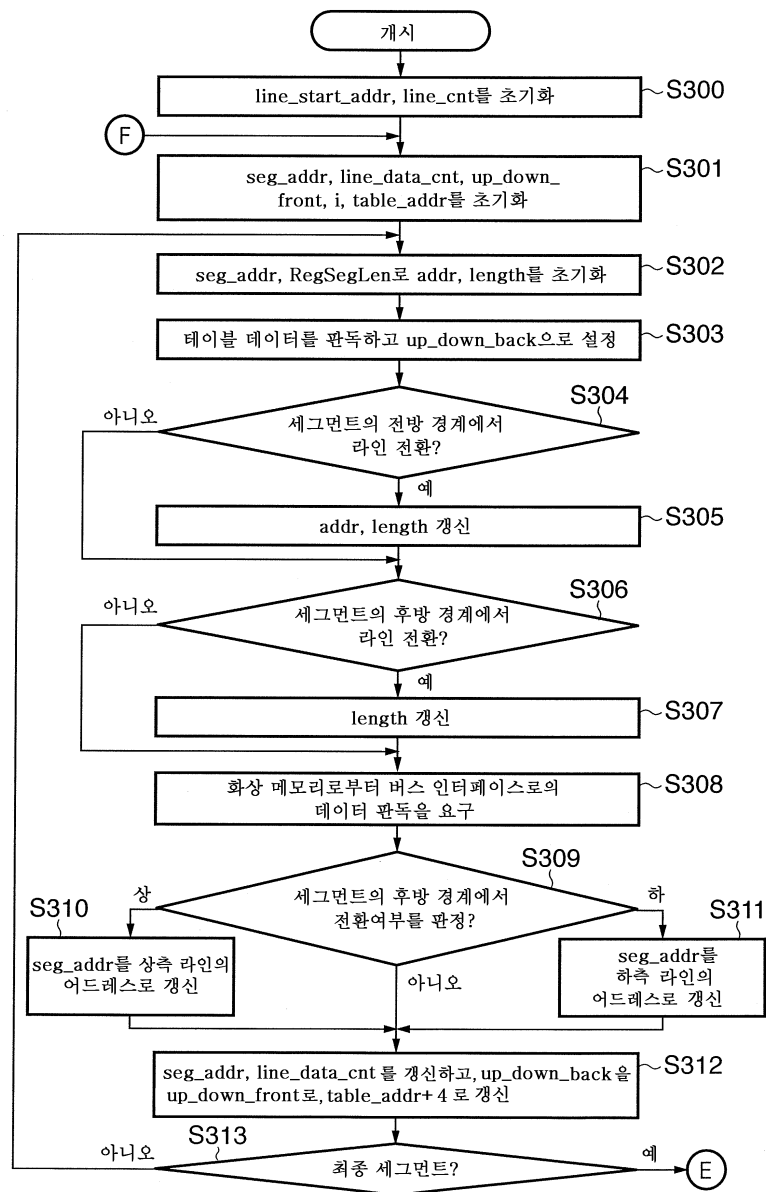 개시
line_start_addr, line_cnt를 초기화
S300
F
seg_addr, line_data_cnt, up_down_
front, i, table_addr를 초기화
S301
seg_addr, RegSegLen로 addr, length를 초기화
S302
테이블 데이터를 판독하고 up_down_back으로 설정
S303
S304
아니오
세그먼트의 전방 경계에서
라인 전환?
예
addr, length 갱신
S305
S306
아니오
세그먼트의 후방 경계에서
라인 전환?
예
length 갱신
S307
화상 메모리로부터 버스 인터페이스로의
데이터 판독을 요구
S308
S309
상
세그먼트의 후방 경계에서
전환여부를 판정?
하
S310
seg_addr를 상측 라인의
어드레스로 갱신
아니오
S311
seg_addr를
하측 라인의
어드레스로 갱신
seg_addr, line_data_cnt 를 갱신하고, up_down_back을
up_down_front로, table_addr+4 로 갱신
S312
S313
아니오
최종 세그먼트?
예
E